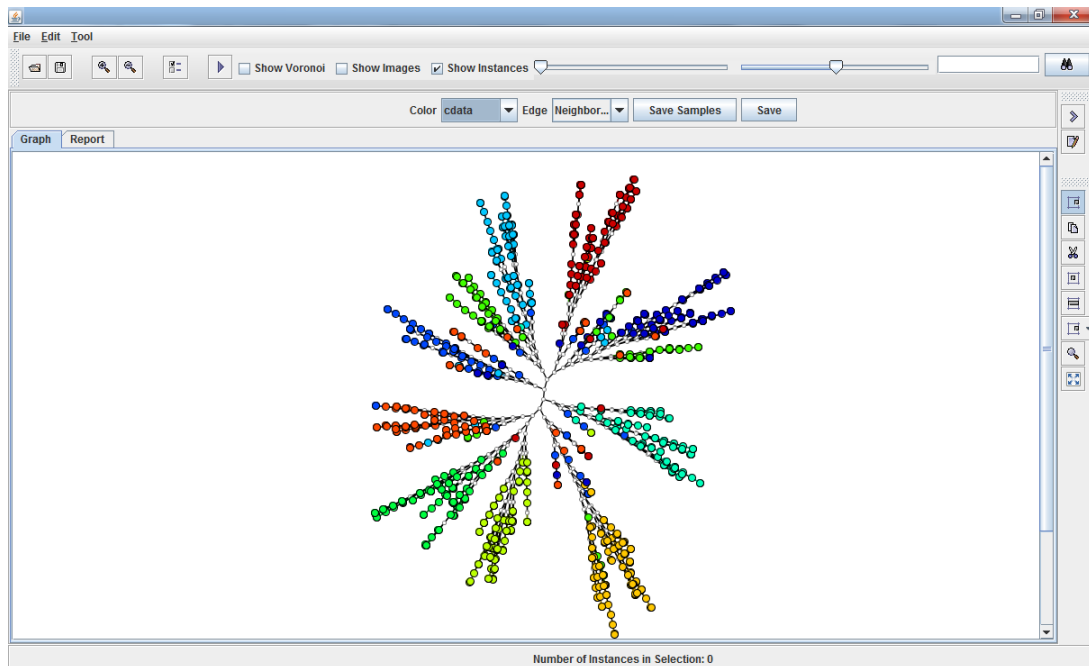 File Edit Tool
Show Voronoi Show Images Show Instances
Color cdata Edge Neighbor... Save Samples Save
Graph Report
Number of Instances in Selection: 0